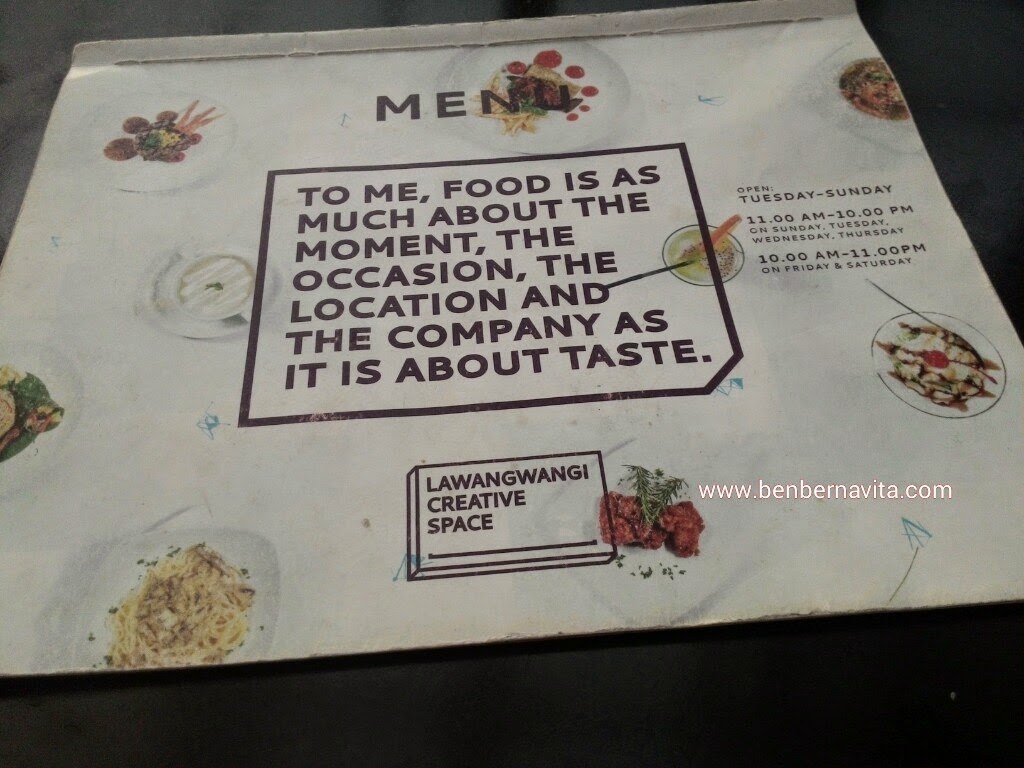 MENU
TO ME, FOOD IS AS
MUCH ABOUT THE
MOMENT, THE
OCCASION, THE
LOCATION AND
THE COMPANY AS
IT IS ABOUT TASTE.
OPEN:
TUESDAY-SUNDAY
11.00 AM-10.00 PM
ON SUNDAY, TUESDAY,
WEDNESDAY, THURSDAY
10.00 AM-11.00PM
ON FRIDAY & SATURDAY
LAWANGWANGI
CREATIVE
SPACE
www.benbernavita.com